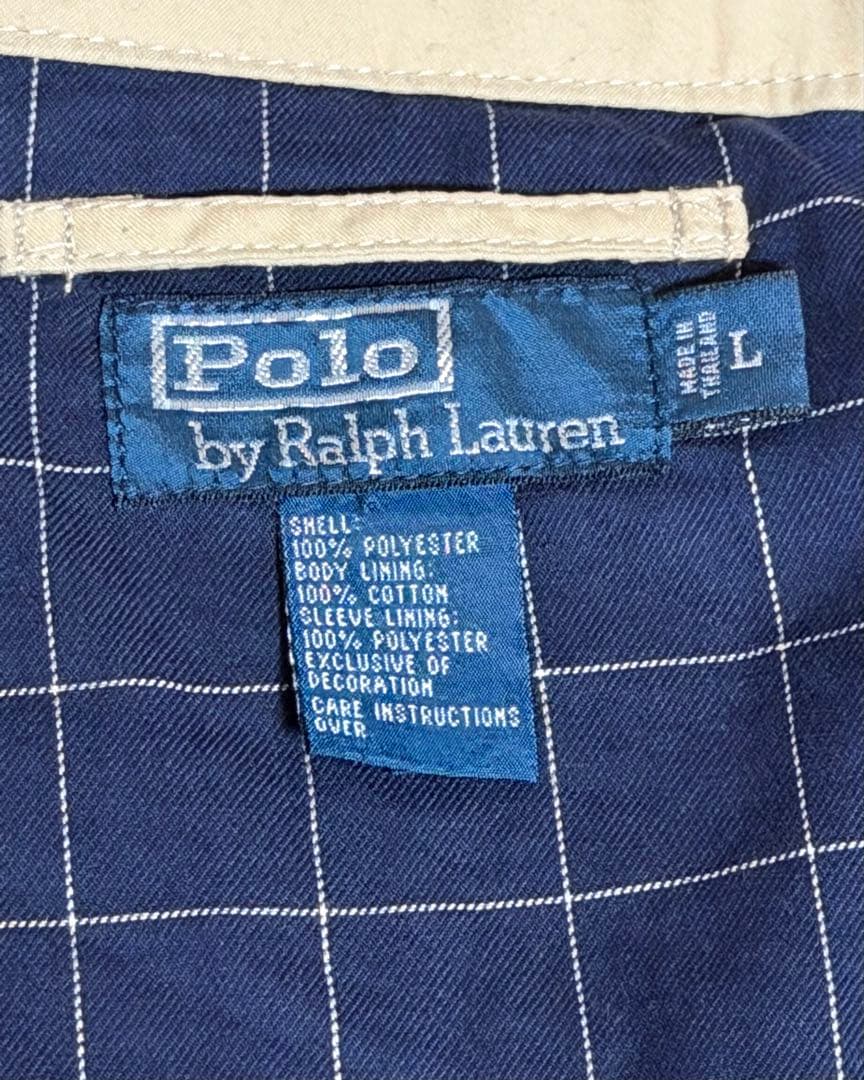 Polo
by Ralph Lauren
MADE IN
THAILAND
L
SHELL:
100% POLYESTER
BODY LINING:
100% COTTON
SLEEVE LINING:
100% POLYESTER
EXCLUSIVE OF
DECORATION
CARE INSTRUCTIONS
OVER